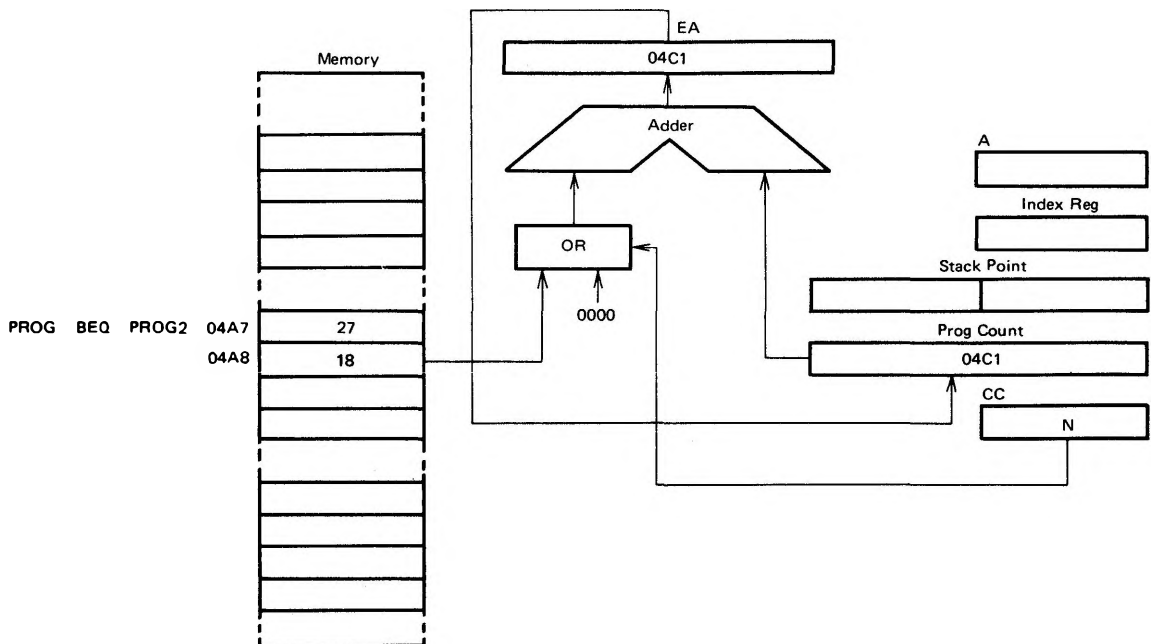 EA
04C1
Memory
Adder
A
Index Reg
OR
Stack Point
0000
PROG BEQ PROG2 04A7 27
Prog Count
04A8 18
04C1
CC
N